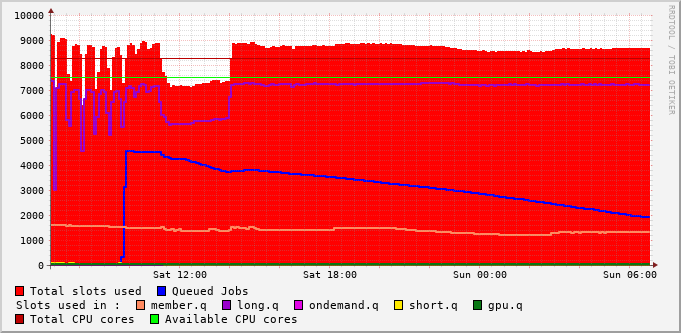 10000
9000
8000
7000
6000
5000
4000
3000
2000
1000
0
Sat 12:00 Sat 18:00 Sun 00:00 Sun 06:00
RRDTOOL / TOBI OETIKER
Total slots used Queued Jobs
Slots used in : member.q long.q ondemand.q short.q gpu.q
Total CPU cores Available CPU cores